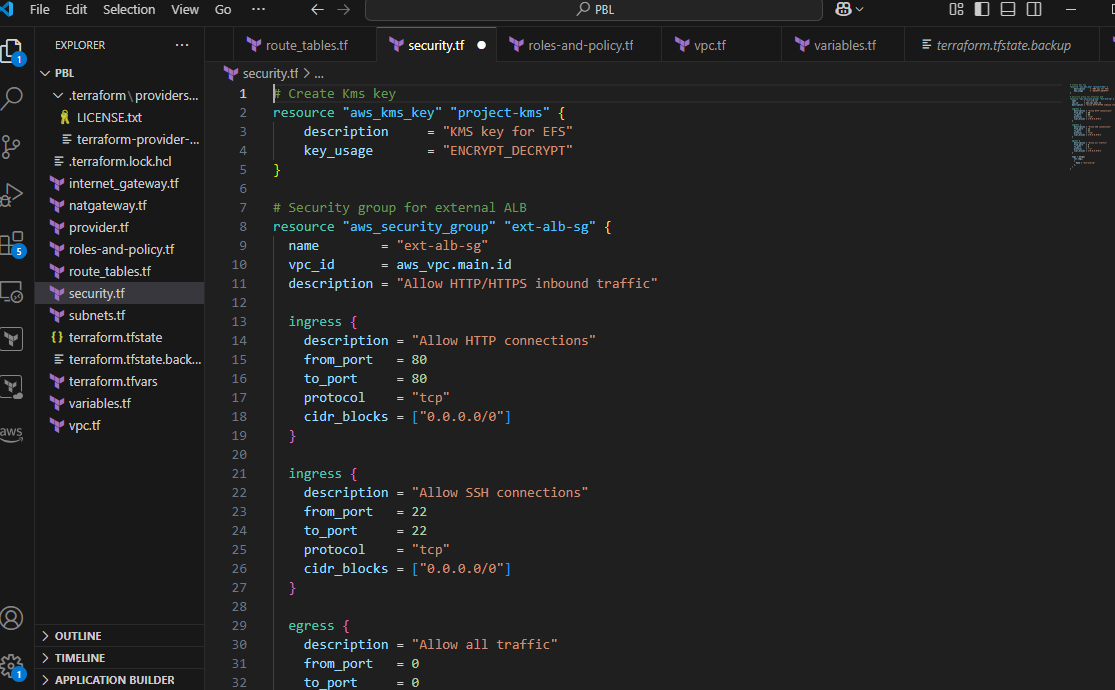 File Edit Selection View Go ··· ← → PBL
EXPLORER ···
PBL
.terraform\providers...
LICENSE.txt
terraform-provider-...
.terraform.lock.hcl
internet_gateway.tf
natgateway.tf
provider.tf
roles-and-policy.tf
route_tables.tf
security.tf
subnets.tf
terraform.tfstate
terraform.tfstate.back...
terraform.tfvars
variables.tf
vpc.tf
OUTLINE
TIMELINE
APPLICATION BUILDER
1
5
aws
1
route_tables.tf security.tf ● roles-and-policy.tf vpc.tf variables.tf terraform.tfstate.backup
security.tf > ...
1 # Create Kms key
2 resource "aws_kms_key" "project-kms" {
3     description     = "KMS key for EFS"
4     key_usage       = "ENCRYPT_DECRYPT"
5 }
6
7 # Security group for external ALB
8 resource "aws_security_group" "ext-alb-sg" {
9   name        = "ext-alb-sg"
10   vpc_id      = aws_vpc.main.id
11   description = "Allow HTTP/HTTPS inbound traffic"
12
13   ingress {
14     description = "Allow HTTP connections"
15     from_port   = 80
16     to_port     = 80
17     protocol    = "tcp"
18     cidr_blocks = ["0.0.0.0/0"]
19   }
20
21   ingress {
22     description = "Allow SSH connections"
23     from_port   = 22
24     to_port     = 22
25     protocol    = "tcp"
26     cidr_blocks = ["0.0.0.0/0"]
27   }
28
29   egress {
30     description = "Allow all traffic"
31     from_port   = 0
32     to_port     = 0